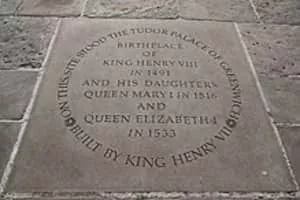 ON THIS SITE STOOD THE TUDOR PALACE OF GREENWICH
BUILT BY KING HENRY VII
BIRTHPLACE
OF
KING HENRY VIII
IN 1491
AND HIS DAUGHTERS
QUEEN MARY I IN 1516
AND
QUEEN ELIZABETH I
IN 1533